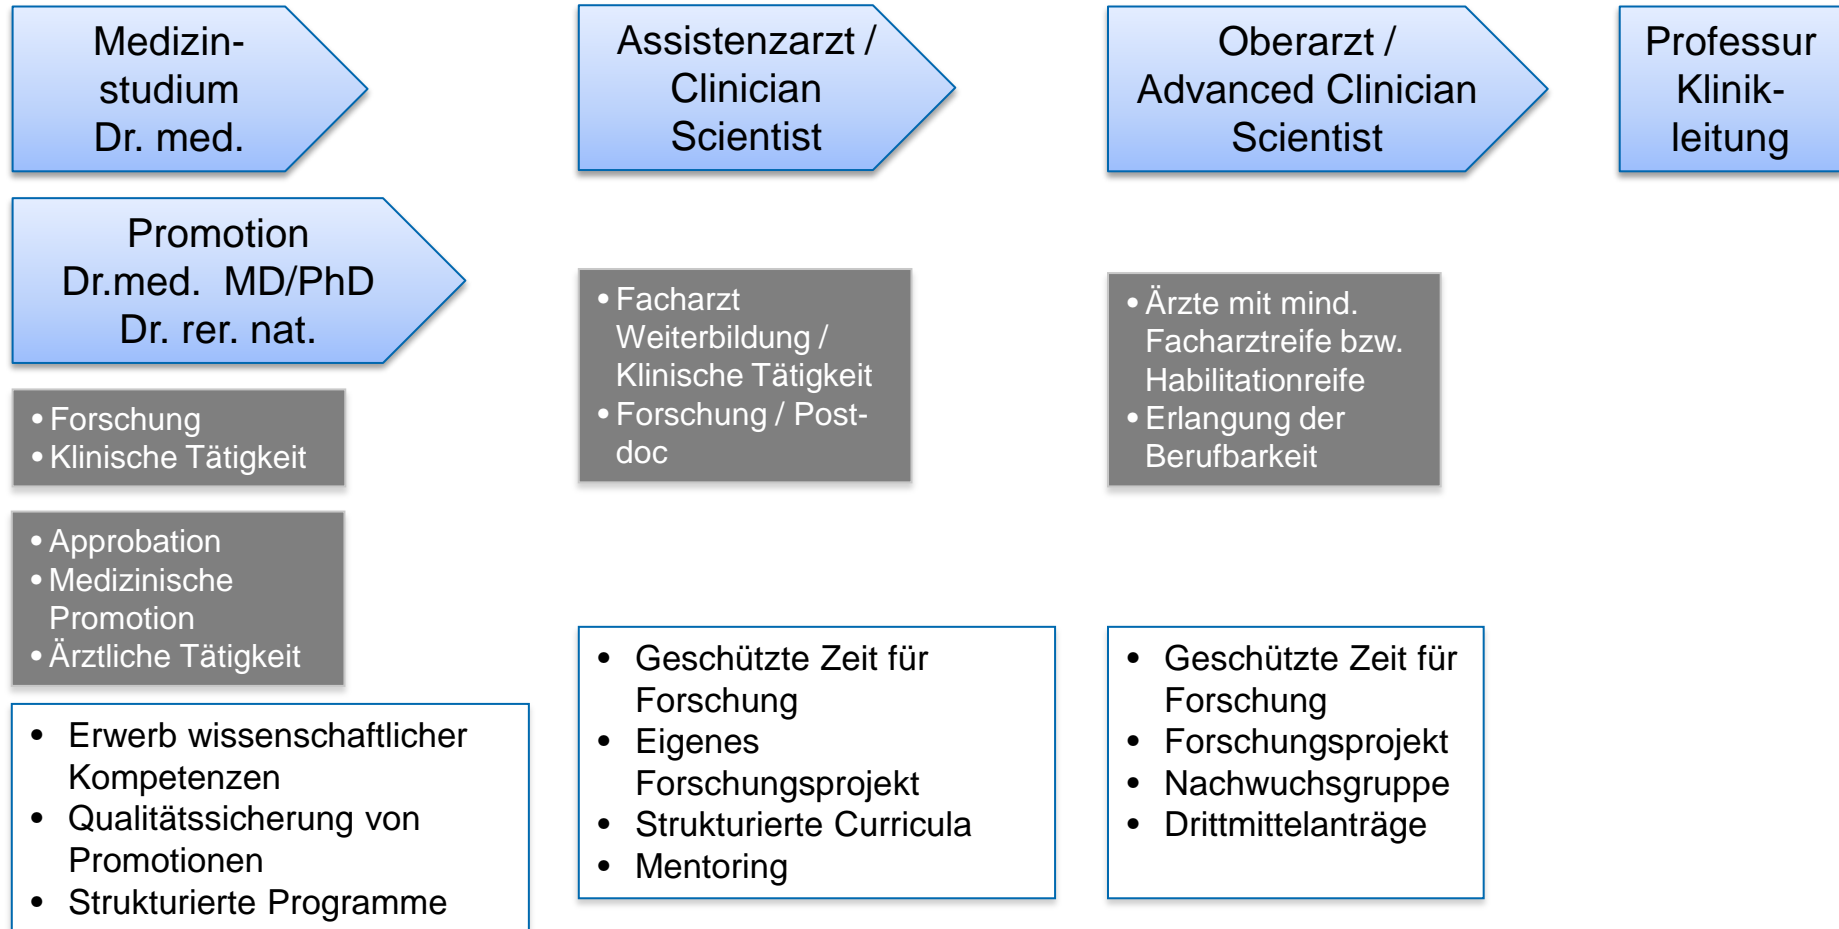 Medizin-
studium
Dr. med.
Promotion
Dr.med. MD/PhD
Dr. rer. nat.
• Forschung
• Klinische Tätigkeit
• Approbation
• Medizinische
Promotion
• Ärztliche Tätigkeit
• Erwerb wissenschaftlicher
Kompetenzen
• Qualitätssicherung von
Promotionen
• Strukturierte Programme
Assistenzarzt /
Clinician
Scientist
• Facharzt
Weiterbildung /
Klinische Tätigkeit
• Forschung / Post-
doc
• Geschützte Zeit für
Forschung
• Eigenes
Forschungsprojekt
• Strukturierte Curricula
• Mentoring
Oberarzt /
Advanced Clinician
Scientist
• Ärzte mit mind.
Facharztreife bzw.
Habilitationreife
• Erlangung der
Berufbarkeit
• Geschützte Zeit für
Forschung
• Forschungsprojekt
• Nachwuchsgruppe
• Drittmittelanträge
Professur
Klinik-
leitung